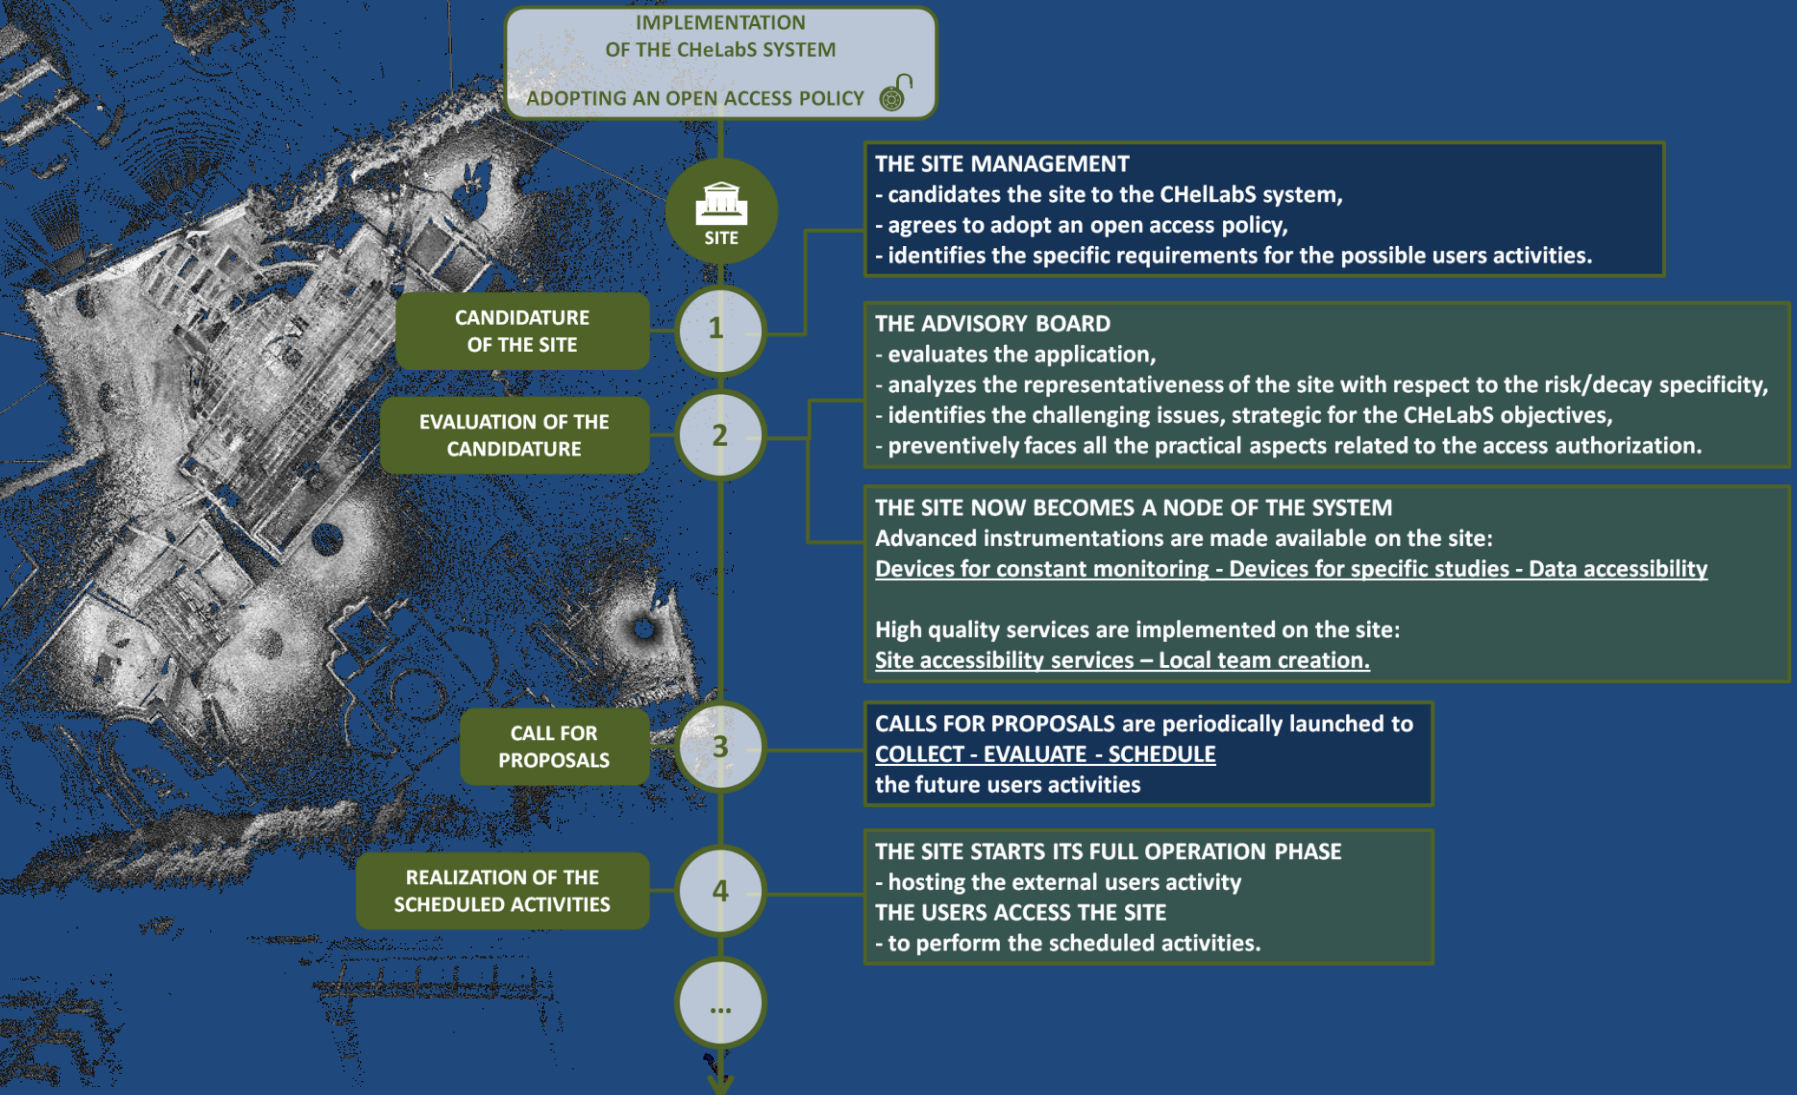 IMPLEMENTATION
OF THE CHeLabS SYSTEM
ADOPTING AN OPEN ACCESS POLICY
SITE
THE SITE MANAGEMENT
- candidates the site to the CHelLabS system,
- agrees to adopt an open access policy,
- identifies the specific requirements for the possible users activities.
CANDIDATURE
OF THE SITE
1
THE ADVISORY BOARD
- evaluates the application,
- analyzes the representativeness of the site with respect to the risk/decay specificity,
- identifies the challenging issues, strategic for the CHeLabS objectives,
- preventively faces all the practical aspects related to the access authorization.
EVALUATION OF THE
CANDIDATURE
2
THE SITE NOW BECOMES A NODE OF THE SYSTEM
Advanced instrumentations are made available on the site:
Devices for constant monitoring - Devices for specific studies - Data accessibility
High quality services are implemented on the site:
Site accessibility services – Local team creation.
CALL FOR
PROPOSALS
3
CALLS FOR PROPOSALS are periodically launched to
COLLECT - EVALUATE - SCHEDULE
the future users activities
REALIZATION OF THE
SCHEDULED ACTIVITIES
4
THE SITE STARTS ITS FULL OPERATION PHASE
- hosting the external users activity
THE USERS ACCESS THE SITE
- to perform the scheduled activities.
...